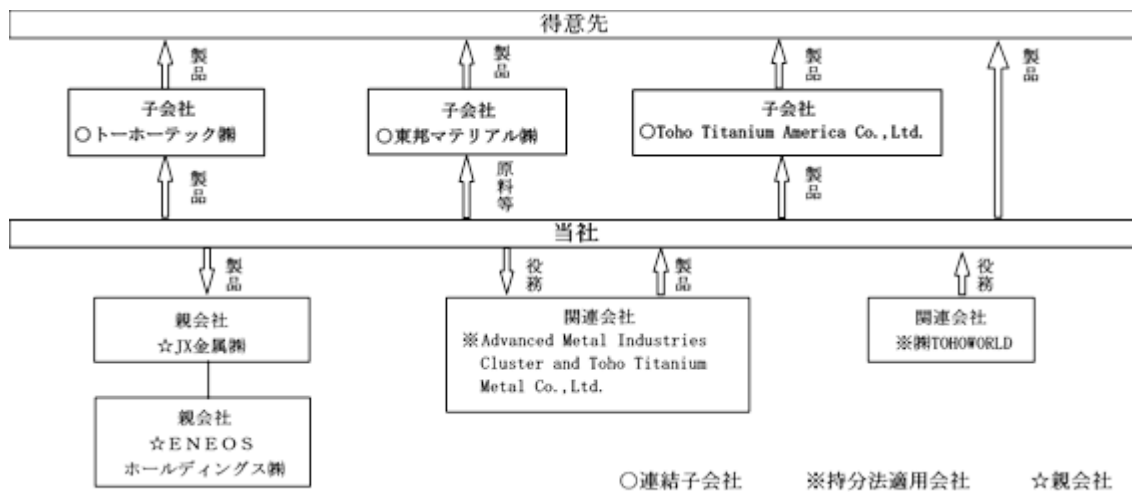 得意先
製品
製品
製品
製品
子会社
○トーホーテック㈱
子会社
○東邦マテリアル㈱
子会社
○Toho Titanium America Co.,Ltd.
製品
原料等
製品
当社
製品
役務
製品
役務
親会社
☆JX金属㈱
関連会社
※Advanced Metal Industries
Cluster and Toho Titanium
Metal Co.,Ltd.
関連会社
※㈱TOHOWORLD
親会社
☆ＥＮＥＯＳ
ホールディングス㈱
○連結子会社 ※持分法適用会社 ☆親会社